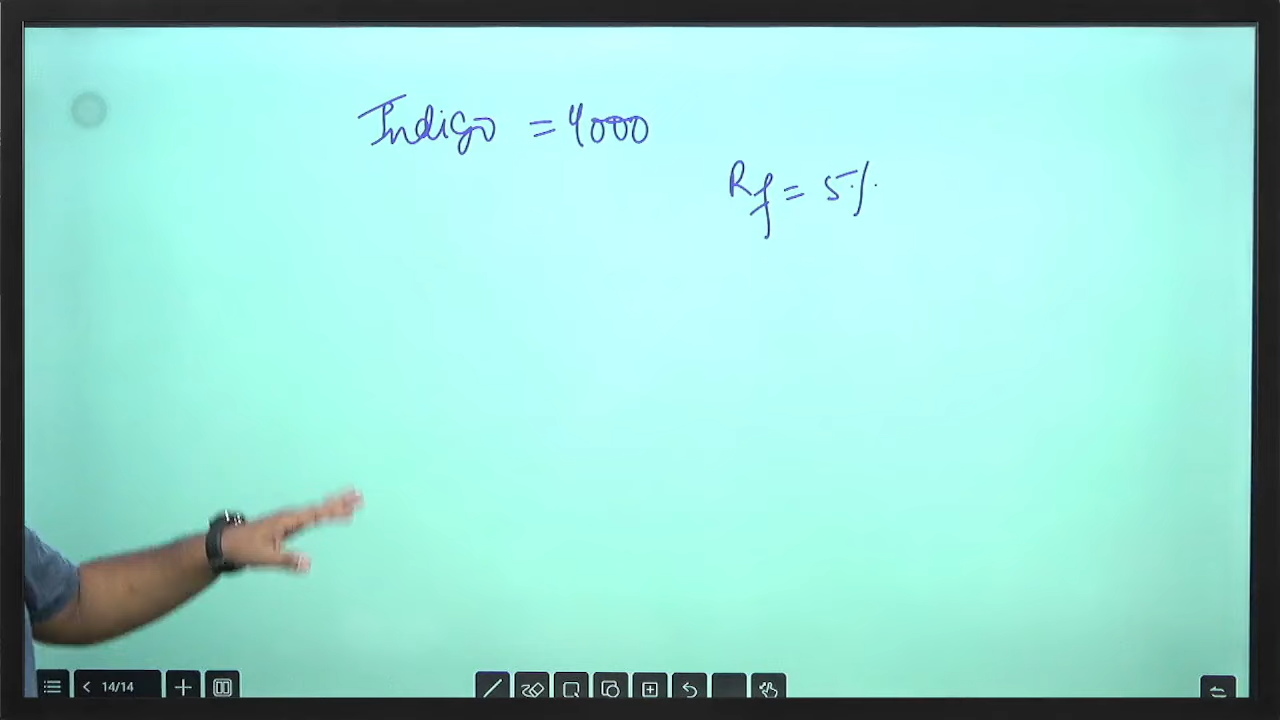 Indigo = 4000
Rf = 5%
14/14